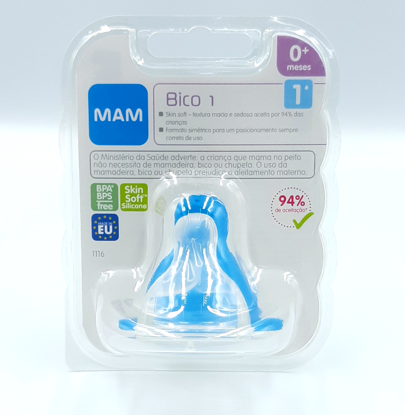 0+
meses
MAM
Bico 1
1
Skin soft - textura macia e sedosa aceita por 94% das
crianças
Formato simétrico para um posicionamento sempre
correto de uso
O Ministério da Saúde adverte: a criança que mama no peito
não necessita de mamadeira, bico ou chupeta. O uso da
mamadeira, bico ou chupeta prejudica o aleitamento materno.
BPA
BPS
free
Skin
Soft™
Silicone
94%
de aceitação*
EU
1116